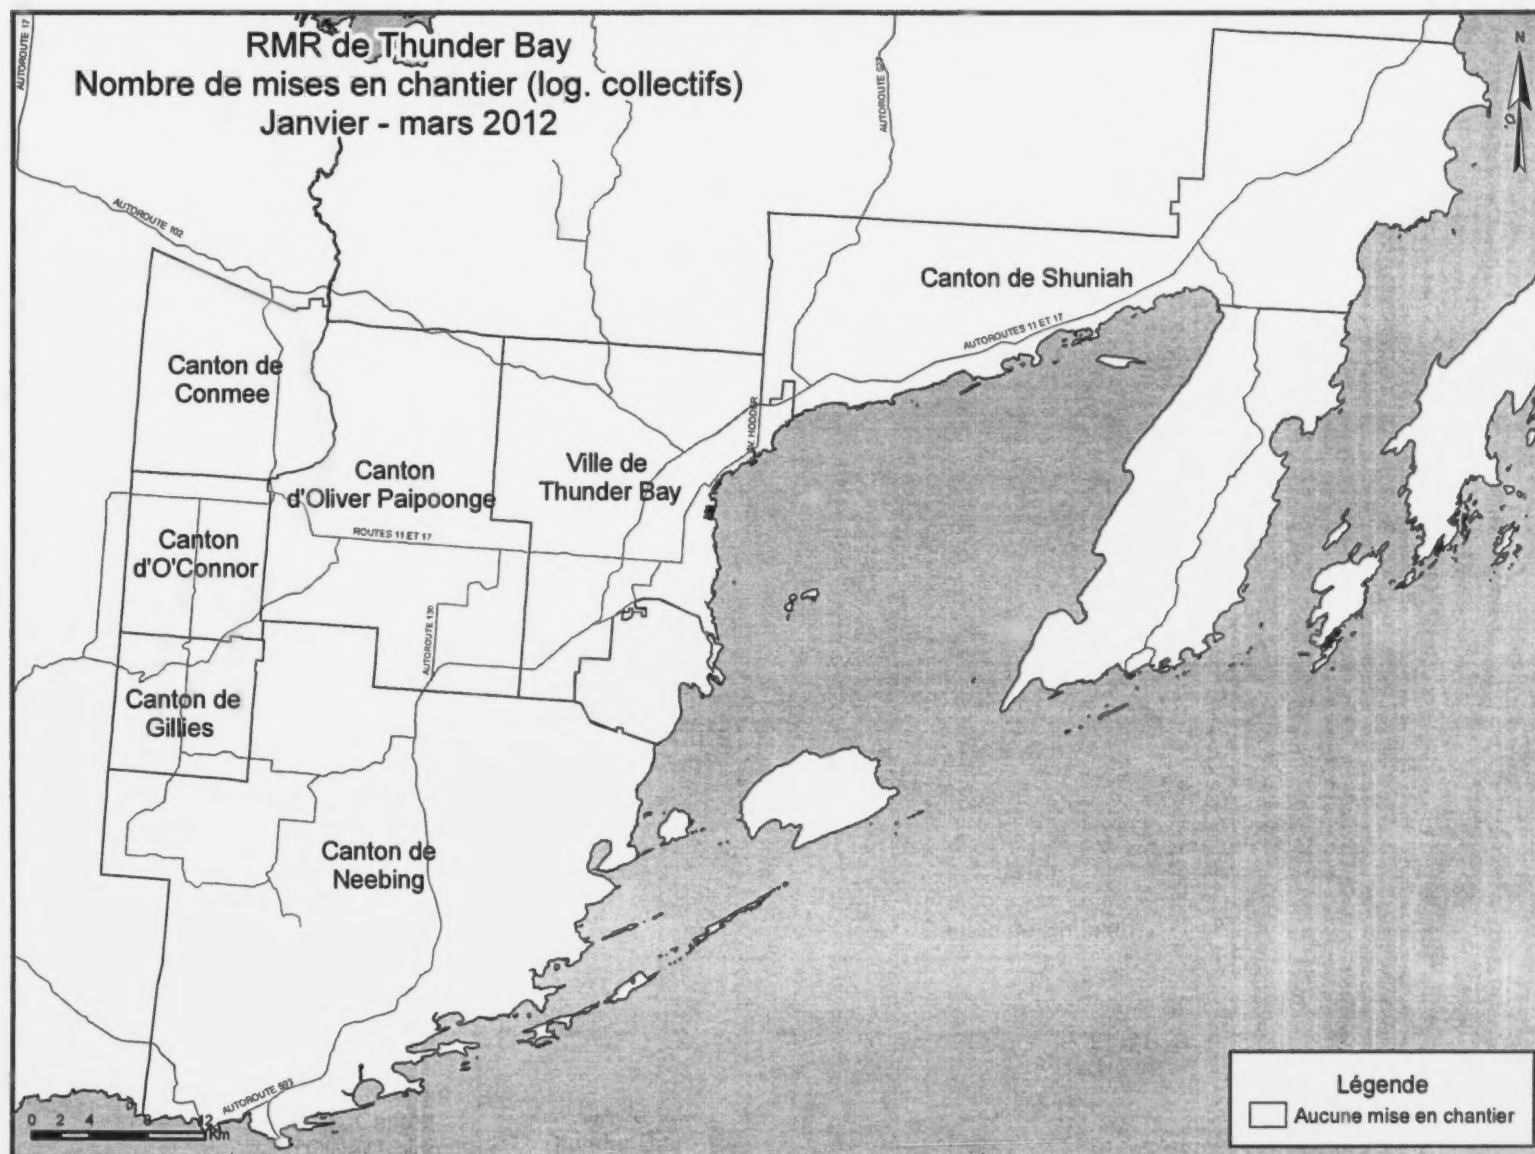 RMR de Thunder Bay
Nombre de mises en chantier (log. collectifs)
Janvier - mars 2012
N
AUTOROUTE 17
AUTOROUTE 527
AUTOROUTE 102
Canton de Shuniah
AUTOROUTES 11 ET 17
Canton de
Conmee
AV. HODDER
Canton
d'Oliver Paipoonge
Ville de
Thunder Bay
ROUTES 11 ET 17
Canton
d'O'Connor
AUTOROUTE 130
Canton de
Gillies
Canton de
Neebing
AUTOROUTE 593
0 2 4 8 12
Km
Légende
Aucune mise en chantier